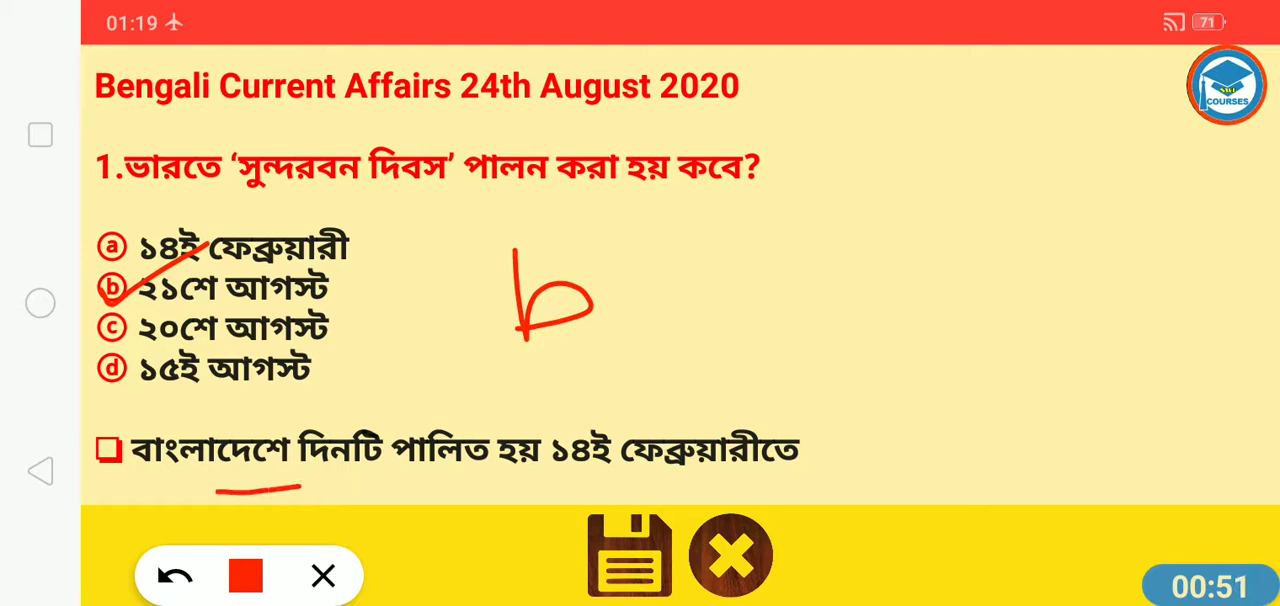 01:19
71
Bengali Current Affairs 24th August 2020
COURSES
1.ভারতে ‘সুন্দরবন দিবস’ পালন করা হয় কবে?
ⓐ ১৪ই ফেব্রুয়ারী
ⓑ ২১শে আগস্ট
b
ⓒ ২০শে আগস্ট
ⓓ ১৫ই আগস্ট
❑ বাংলাদেশে দিনটি পালিত হয় ১৪ই ফেব্রুয়ারীতে
00:51